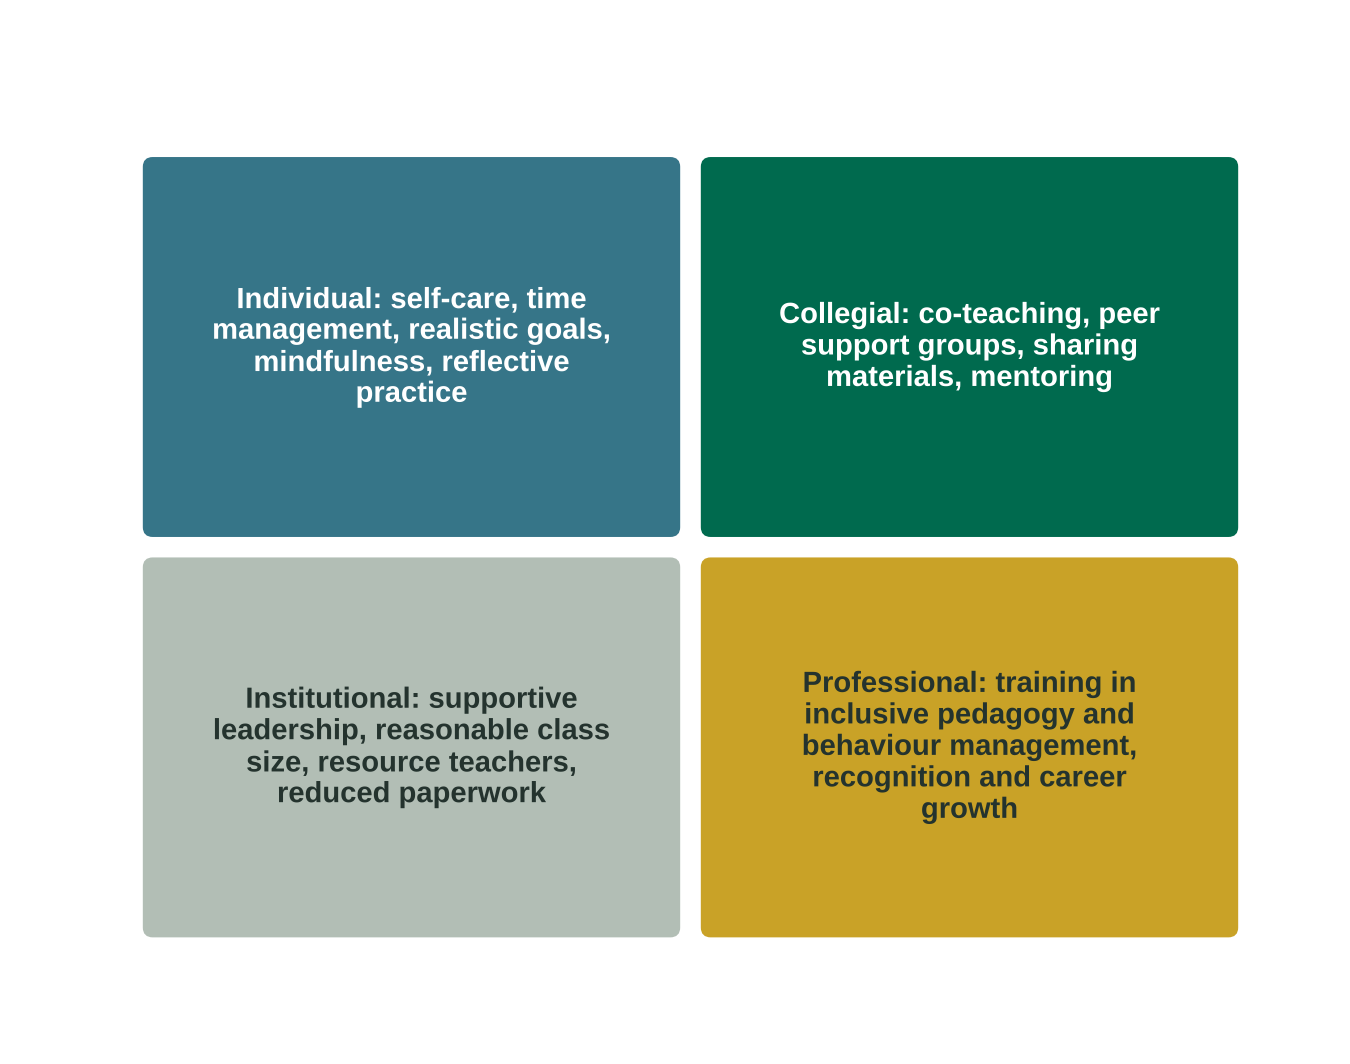 Individual: self-care, time
management, realistic goals,
mindfulness, reflective
practice
Collegial: co-teaching, peer
support groups, sharing
materials, mentoring
Institutional: supportive
leadership, reasonable class
size, resource teachers,
reduced paperwork
Professional: training in
inclusive pedagogy and
behaviour management,
recognition and career
growth